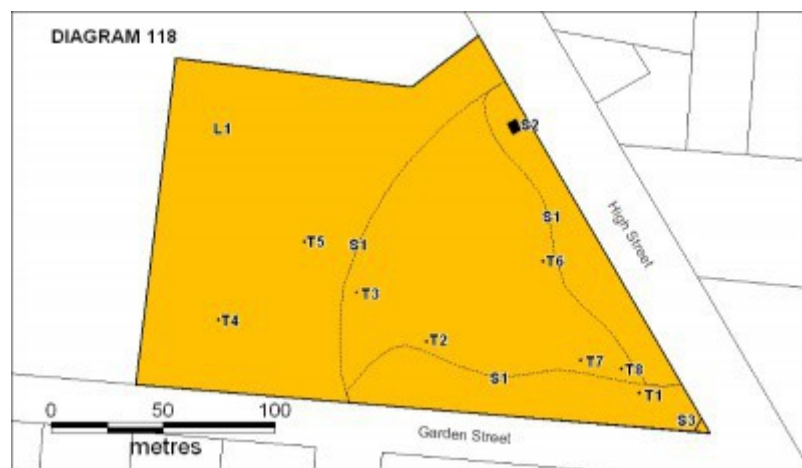 DIAGRAM 118
L1
S2
S1
High Street
T5
S1
T6
T3
T4
T2
T7
T8
S1
T1
S3
0 50 100
metres
Garden Street